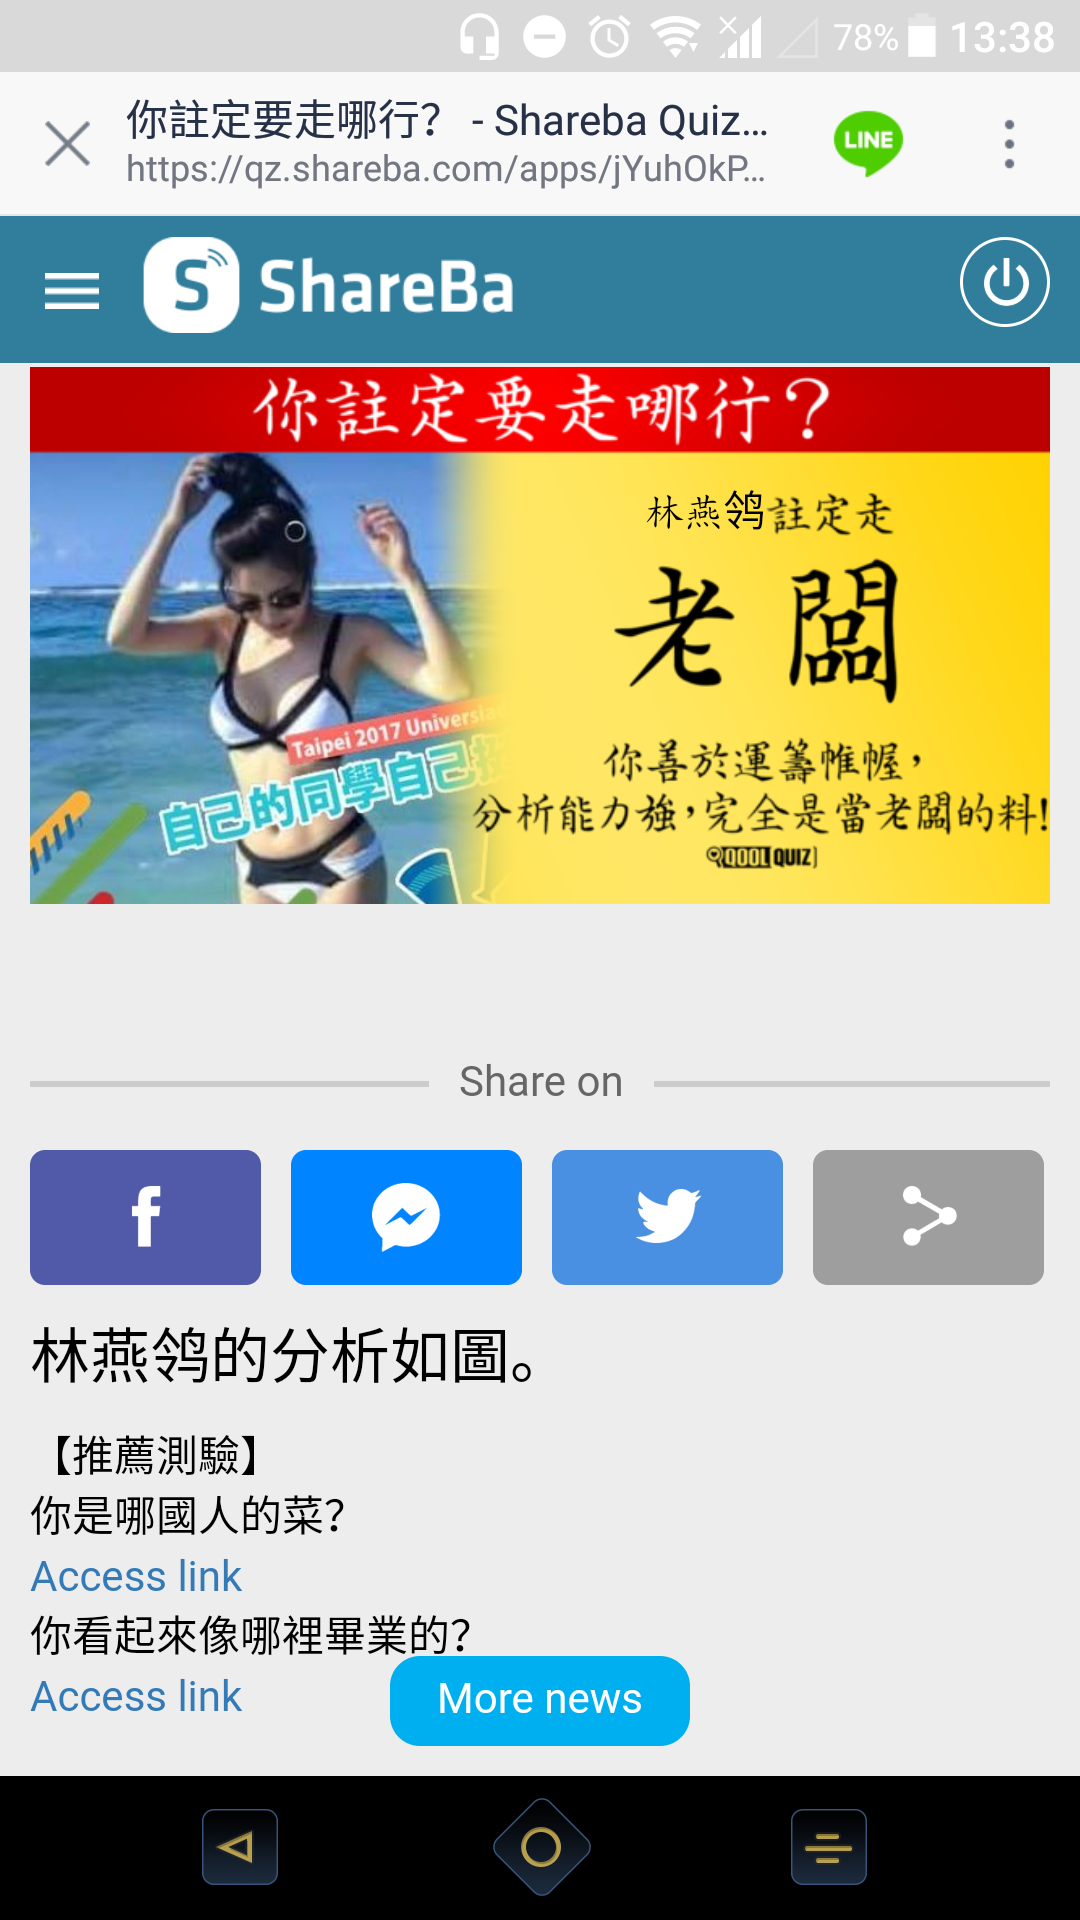 78% 13:38
你註定要走哪行? - Shareba Quiz...
https://qz.shareba.com/apps/jYuhOkP...
LINE
S ShareBa
你註定要走哪行?
林燕鸰註定走
老闆
你善於運籌帷幄,
分析能力強,完全是當老闆的料!
QOOL QUIZ
Taipei 2017 Universiad
自己的同學自己
Share on
林燕鸰的分析如圖。
【推薦測驗】
你是哪國人的菜?
Access link
你看起來像哪裡畢業的?
Access link
More news